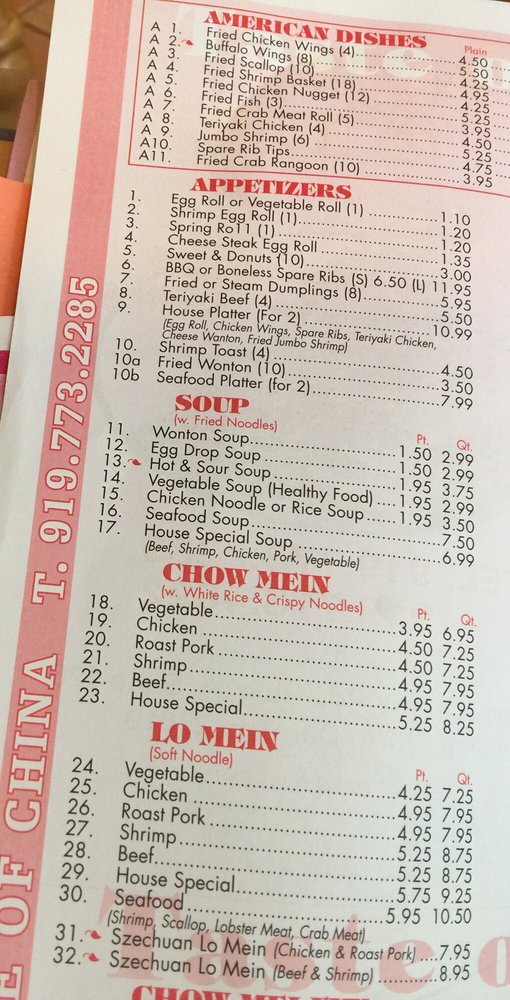 AMERICAN DISHES
Plain
A 1. Fried Chicken Wings (4) 4.50
A 2. Buffalo Wings (8) 5.50
A 3. Fried Scallop (10) 4.25
A 4. Fried Shrimp Basket (18) 4.95
A 5. Fried Chicken Nugget (12) 4.25
A 6. Fried Fish (3) 5.25
A 7. Fried Crab Meat Roll (5) 3.95
A 8. Teriyaki Chicken (4) 4.50
A 9. Jumbo Shrimp (6) 5.25
A10. Spare Rib Tips 4.75
A11. Fried Crab Rangoon (10) 3.95
APPETIZERS
1. Egg Roll or Vegetable Roll (1) 1.10
2. Shrimp Egg Roll (1) 1.20
3. Spring Ro11 (1) 1.20
4. Cheese Steak Egg Roll 1.35
5. Sweet & Donuts (10) 3.00
6. BBQ or Boneless Spare Ribs (S) 6.50 (L) 11.95
7. Fried or Steam Dumplings (8) 5.95
8. Teriyaki Beef (4) 5.50
9. House Platter (For 2) 10.99
(Egg Roll, Chicken Wings, Spare Ribs, Teriyaki Chicken,
Cheese Wanton, Fried Jumbo Shrimp)
10. Shrimp Toast (4) 4.50
10a Fried Wonton (10) 3.50
10b Seafood Platter (for 2) 7.99
SOUP
(w. Fried Noodles)
Pt. Qt.
11. Wonton Soup 1.50 2.99
12. Egg Drop Soup 1.50 2.99
13. Hot & Sour Soup 1.95 3.75
14. Vegetable Soup (Healthy Food) 1.95 2.99
15. Chicken Noodle or Rice Soup 1.95 3.50
16. Seafood Soup 7.50
17. House Special Soup 6.99
(Beef, Shrimp, Chicken, Pork, Vegetable)
CHOW MEIN
(w. White Rice & Crispy Noodles)
Pt. Qt.
18. Vegetable 3.95 6.95
19. Chicken 4.50 7.25
20. Roast Pork 4.50 7.25
21. Shrimp 4.95 7.95
22. Beef 4.95 7.95
23. House Special 5.25 8.25
LO MEIN
(Soft Noodle)
Pt. Qt.
24. Vegetable 4.25 7.25
25. Chicken 4.95 7.95
26. Roast Pork 4.95 7.95
27. Shrimp 5.25 8.75
28. Beef 5.25 8.75
29. House Special 5.75 9.25
30. Seafood 5.95 10.50
(Shrimp, Scallop, Lobster Meat, Crab Meat)
31. Szechuan Lo Mein (Chicken & Roast Pork) 7.95
32. Szechuan Lo Mein (Beef & Shrimp) 8.95
OF CHINA T. 919.773.2285
Taste o